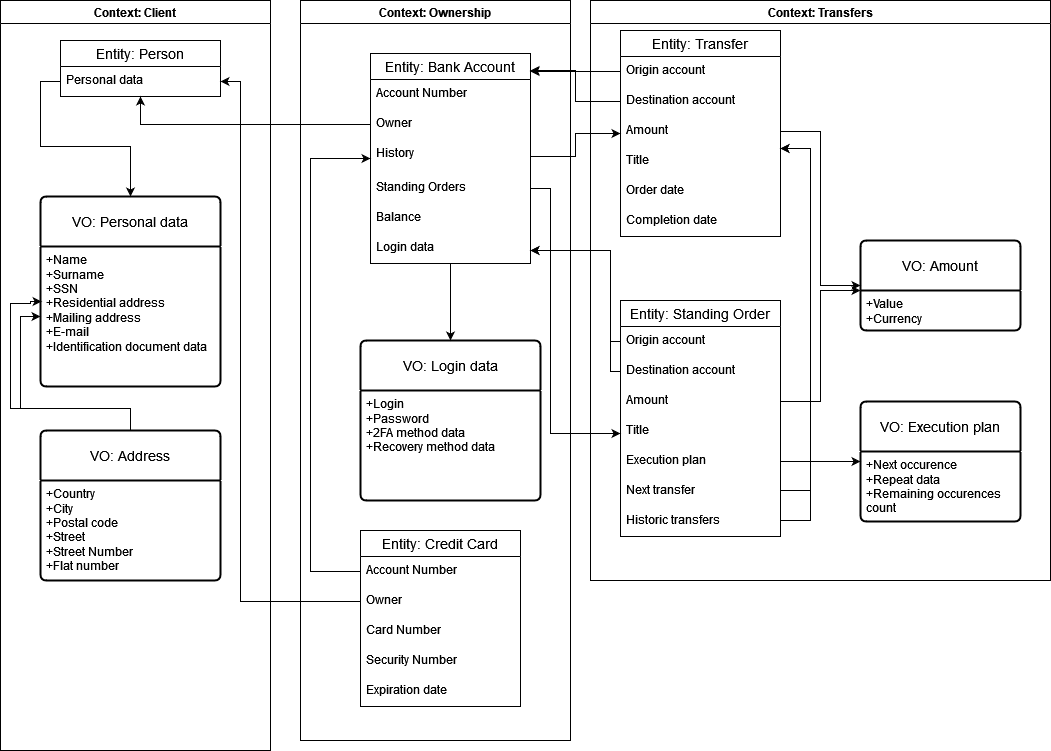 Context: Client
Entity: Person
Personal data
VO: Personal data
+Name
+Surname
+SSN
+Residential address
+Mailing address
+E-mail
+Identification document data
VO: Address
+Country
+City
+Postal code
+Street
+Street Number
+Flat number
Context: Ownership
Entity: Bank Account
Account Number
Owner
History
Standing Orders
Balance
Login data
VO: Login data
+Login
+Password
+2FA method data
+Recovery method data
Entity: Credit Card
Account Number
Owner
Card Number
Security Number
Expiration date
Context: Transfers
Entity: Transfer
Origin account
Destination account
Amount
Title
Order date
Completion date
Entity: Standing Order
Origin account
Destination account
Amount
Title
Execution plan
Next transfer
Historic transfers
VO: Amount
+Value
+Currency
VO: Execution plan
+Next occurence
+Repeat data
+Remaining occurences
count